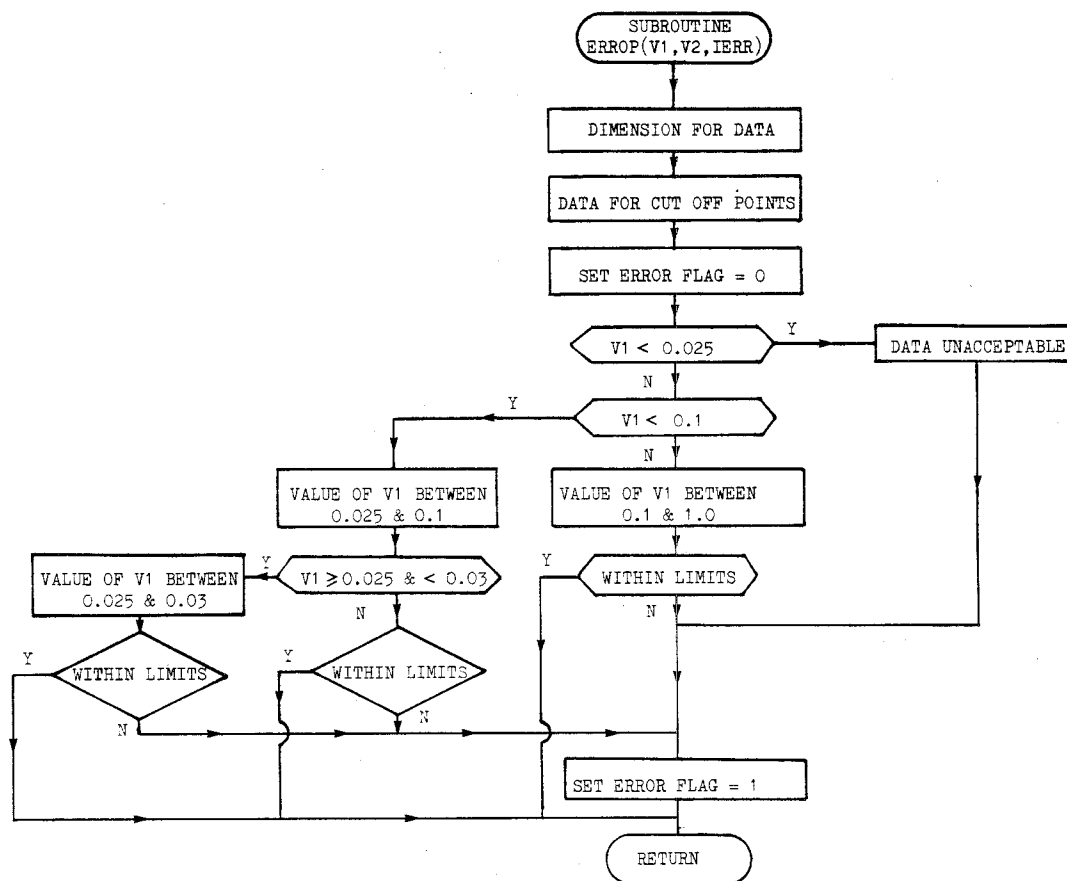 SUBROUTINE
ERROP(V1,V2,IERR)
DIMENSION FOR DATA
DATA FOR CUT OFF POINTS
SET ERROR FLAG = 0
V1 < 0.025
Y
DATA UNACCEPTABLE
N
Y
V1 < 0.1
N
VALUE OF V1 BETWEEN
0.025 & 0.1
VALUE OF V1 BETWEEN
0.1 & 1.0
VALUE OF V1 BETWEEN
0.025 & 0.03
Y
V1 ⩾ 0.025 & < 0.03
N
Y
WITHIN LIMITS
N
Y
WITHIN LIMITS
N
Y
WITHIN LIMITS
N
SET ERROR FLAG = 1
RETURN